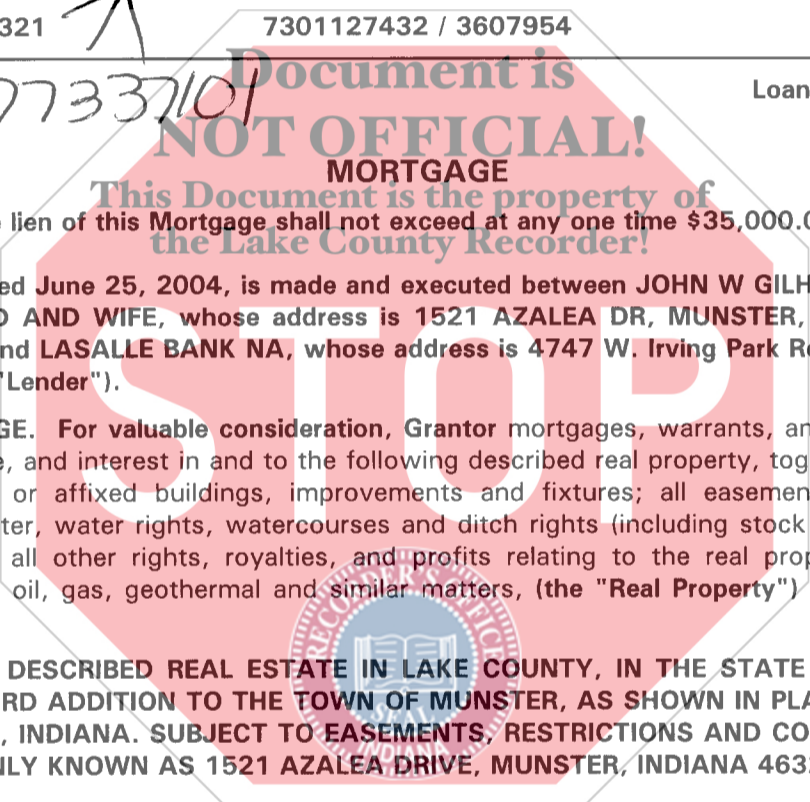 321 7301127432 / 3607954
77337101
Document is
Loan
NOT OFFICIAL!
MORTGAGE
This Document is the property of
lien of this Mortgage shall not exceed at any one time $35,000.0
the Lake County Recorder!
ed June 25, 2004, is made and executed between JOHN W GILH
AND WIFE, whose address is 1521 AZALEA DR, MUNSTER,
nd LASALLE BANK NA, whose address is 4747 W. Irving Park R
"Lender").
STOP
GE. For valuable consideration, Grantor mortgages, warrants, an
e, and interest in and to the following described real property, tog
or affixed buildings, improvements and fixtures; all easemen
ter, water rights, watercourses and ditch rights (including stock
all other rights, royalties, and profits relating to the real prop
oil, gas, geothermal and similar matters, (the "Real Property")
RECORDER'S OFFICE
DESCRIBED REAL ESTATE IN LAKE COUNTY, IN THE STATE
RD ADDITION TO THE TOWN OF MUNSTER, AS SHOWN IN PLA
SEAL
, INDIANA. SUBJECT TO EASEMENTS, RESTRICTIONS AND CO
INDIANA
NLY KNOWN AS 1521 AZALEA DRIVE, MUNSTER, INDIANA 463